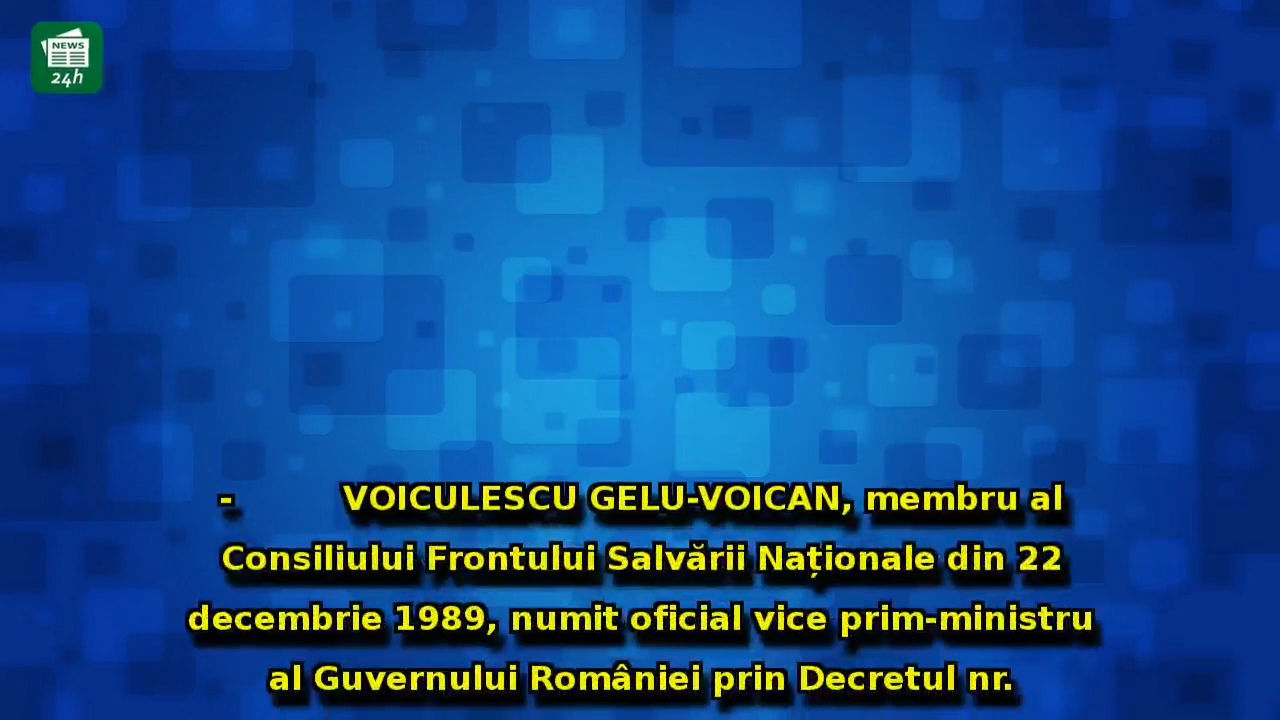 NEWS
24h
- VOICULESCU GELU-VOICAN, membru al
Consiliului Frontului Salvării Naționale din 22
decembrie 1989, numit oficial vice prim-ministru
al Guvernului României prin Decretul nr.